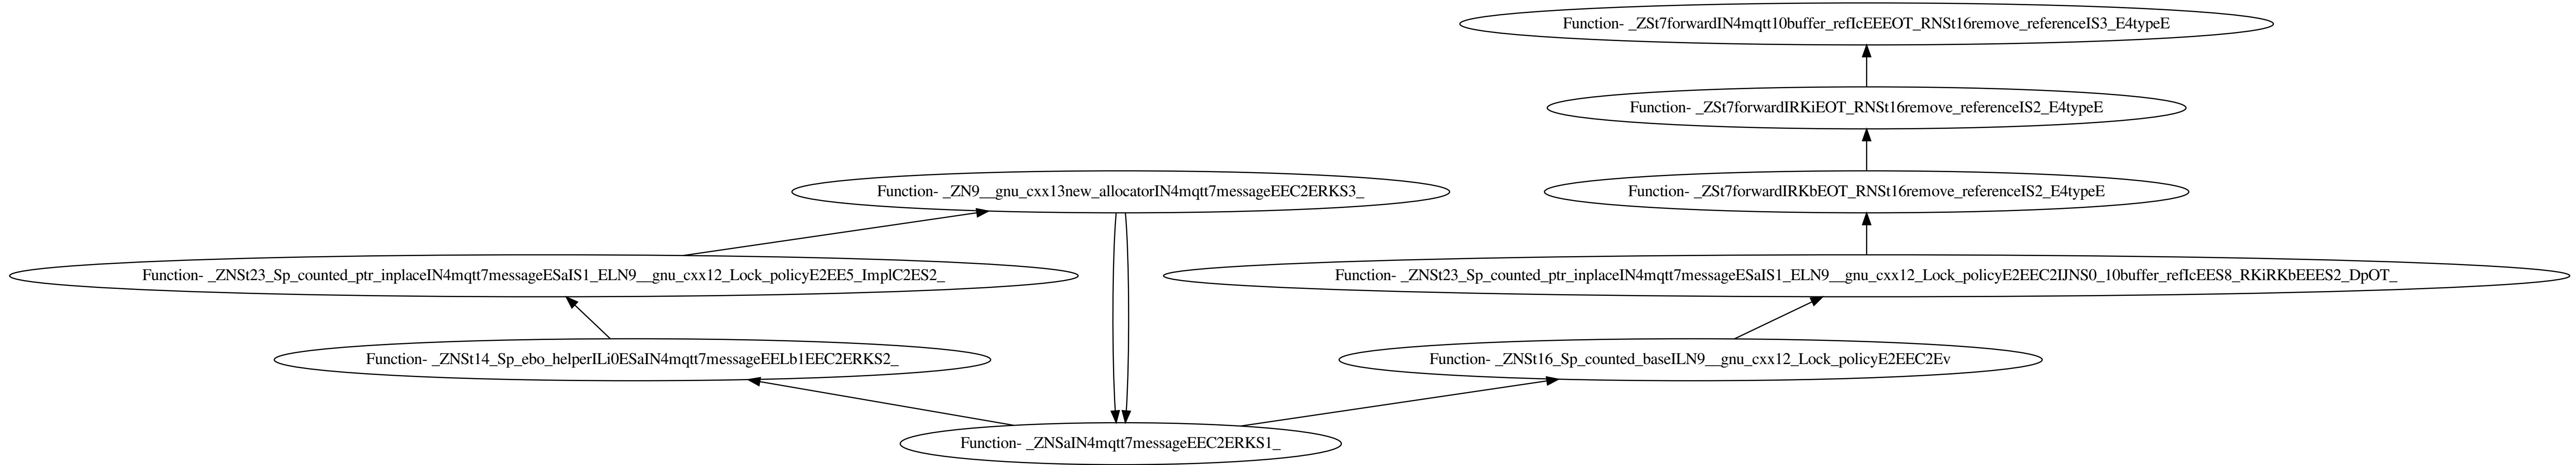 Function- _ZSt7forwardIN4mqtt10buffer_refIcEEEOT_RNSt16remove_referenceIS3_E4typeE
Function- _ZSt7forwardIRKiEOT_RNSt16remove_referenceIS2_E4typeE
Function- _ZN9__gnu_cxx13new_allocatorIN4mqtt7messageEEC2ERKS3_
Function- _ZSt7forwardIRKbEOT_RNSt16remove_referenceIS2_E4typeE
Function- _ZNSt23_Sp_counted_ptr_inplaceIN4mqtt7messageESaIS1_ELN9__gnu_cxx12_Lock_policyE2EE5_ImplC2ES2_
Function- _ZNSt23_Sp_counted_ptr_inplaceIN4mqtt7messageESaIS1_ELN9__gnu_cxx12_Lock_policyE2EEC2IJNS0_10buffer_refIcEES8_RKiRKbEEES2_DpOT_
Function- _ZNSt14_Sp_ebo_helperILi0ESaIN4mqtt7messageEELb1EEC2ERKS2_
Function- _ZNSt16_Sp_counted_baseILN9__gnu_cxx12_Lock_policyE2EEC2Ev
Function- _ZNSaIN4mqtt7messageEEC2ERKS1_